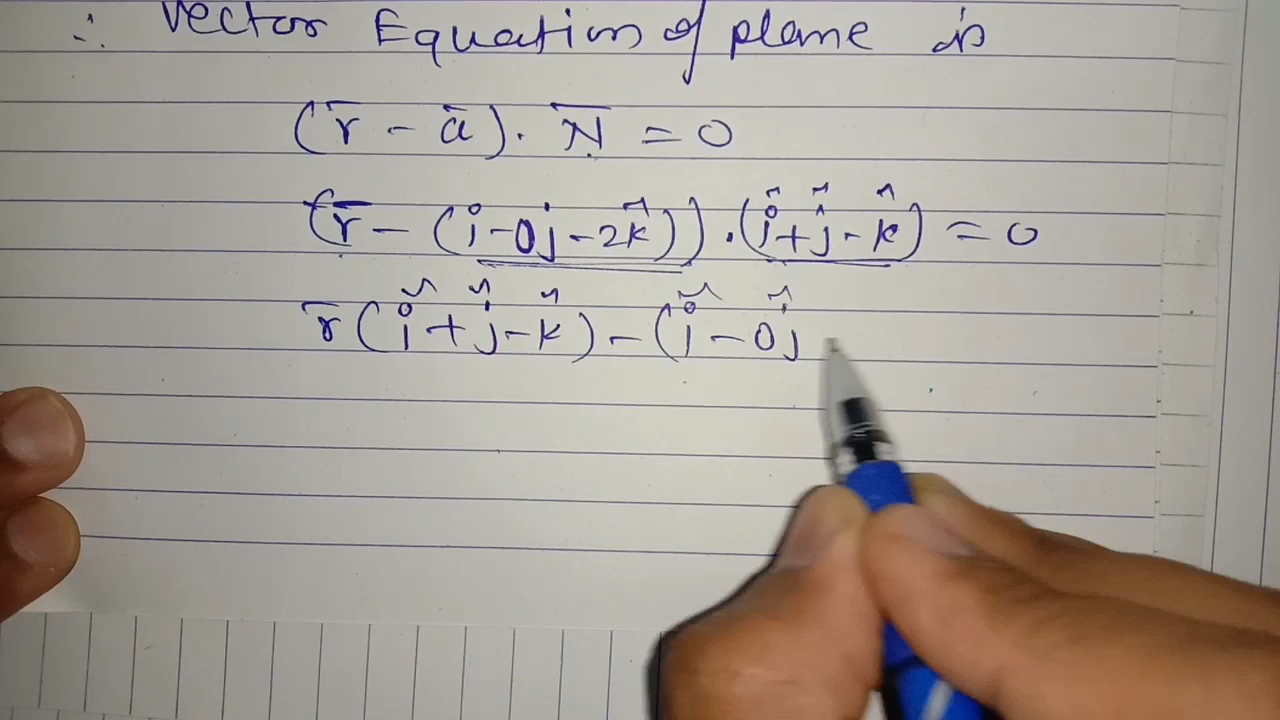 ∴ Vector Equation of plane is
(r̄ - ā). N̄ = 0
(r̄ - (î - 0ĵ - 2k̂)).(î + ĵ - k̂) = 0
r̄(î + ĵ - k̂) - (î - 0ĵ